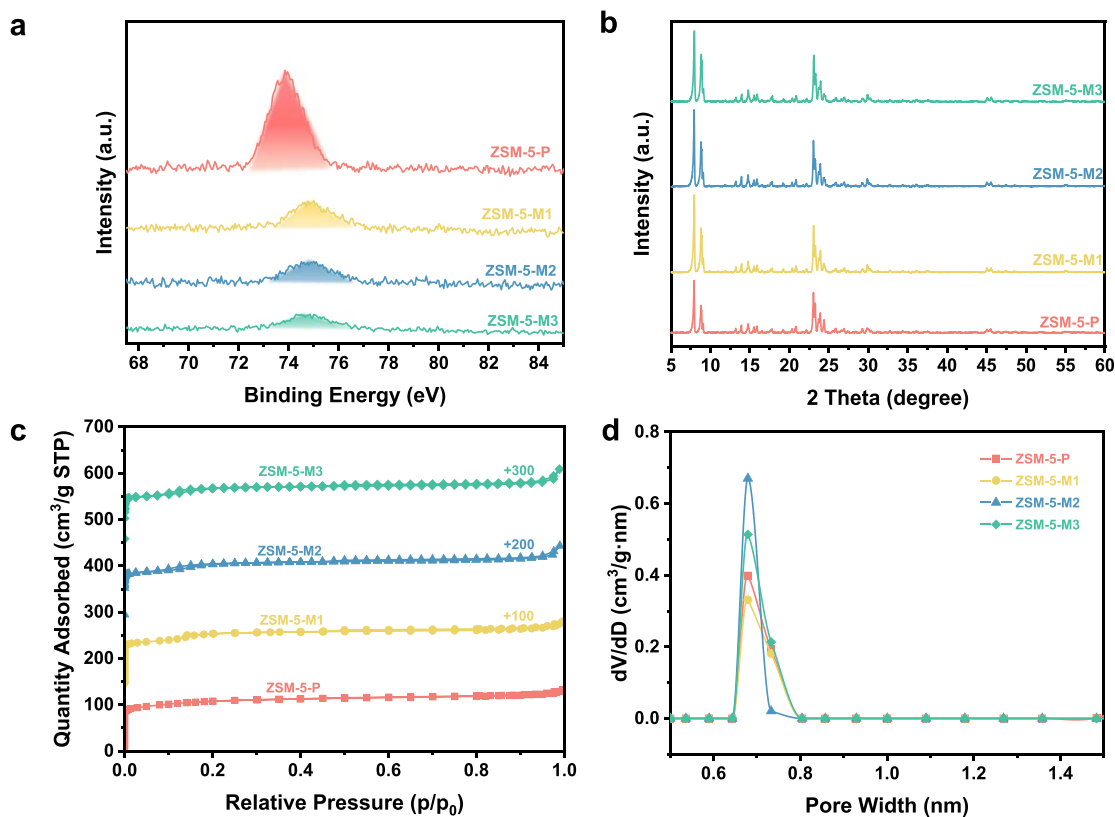 a
Intensity (a.u.)
ZSM-5-P
ZSM-5-M1
ZSM-5-M2
ZSM-5-M3
68 70 72 74 76 78 80 82 84
Binding Energy (eV)
b
Intensity (a.u.)
ZSM-5-M3
ZSM-5-M2
ZSM-5-M1
ZSM-5-P
5 10 15 20 25 30 35 40 45 50 55 60
2 Theta (degree)
c
Quantity Adsorbed (cm³/g STP)
700
600
500
400
300
200
100
0
ZSM-5-M3 +300
ZSM-5-M2 +200
ZSM-5-M1 +100
ZSM-5-P
0.0 0.2 0.4 0.6 0.8 1.0
Relative Pressure (p/p₀)
d
dV/dD (cm³/g·nm)
0.8
0.6
0.4
0.2
0.0
ZSM-5-P
ZSM-5-M1
ZSM-5-M2
ZSM-5-M3
0.6 0.8 1.0 1.2 1.4
Pore Width (nm)